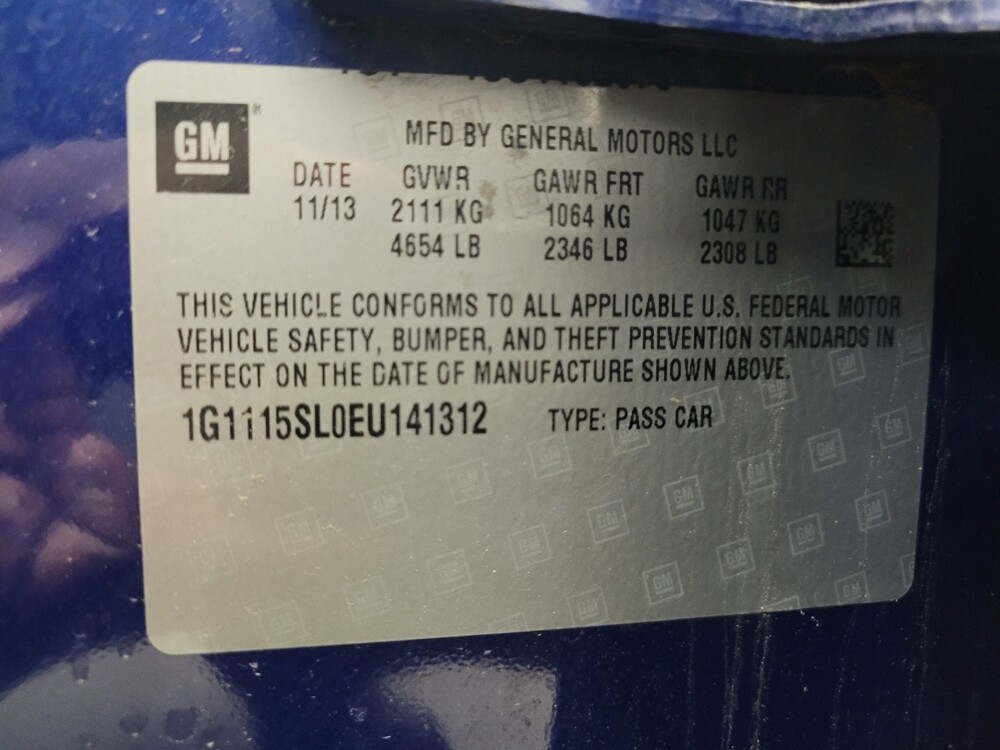 GM®
MFD BY GENERAL MOTORS LLC
DATE GVWR GAWR FRT GAWR RR
11/13 2111 KG 1064 KG 1047 KG
4654 LB 2346 LB 2308 LB
THIS VEHICLE CONFORMS TO ALL APPLICABLE U.S. FEDERAL MOTOR
VEHICLE SAFETY, BUMPER, AND THEFT PREVENTION STANDARDS IN
EFFECT ON THE DATE OF MANUFACTURE SHOWN ABOVE.
1G1115SL0EU141312 TYPE: PASS CAR